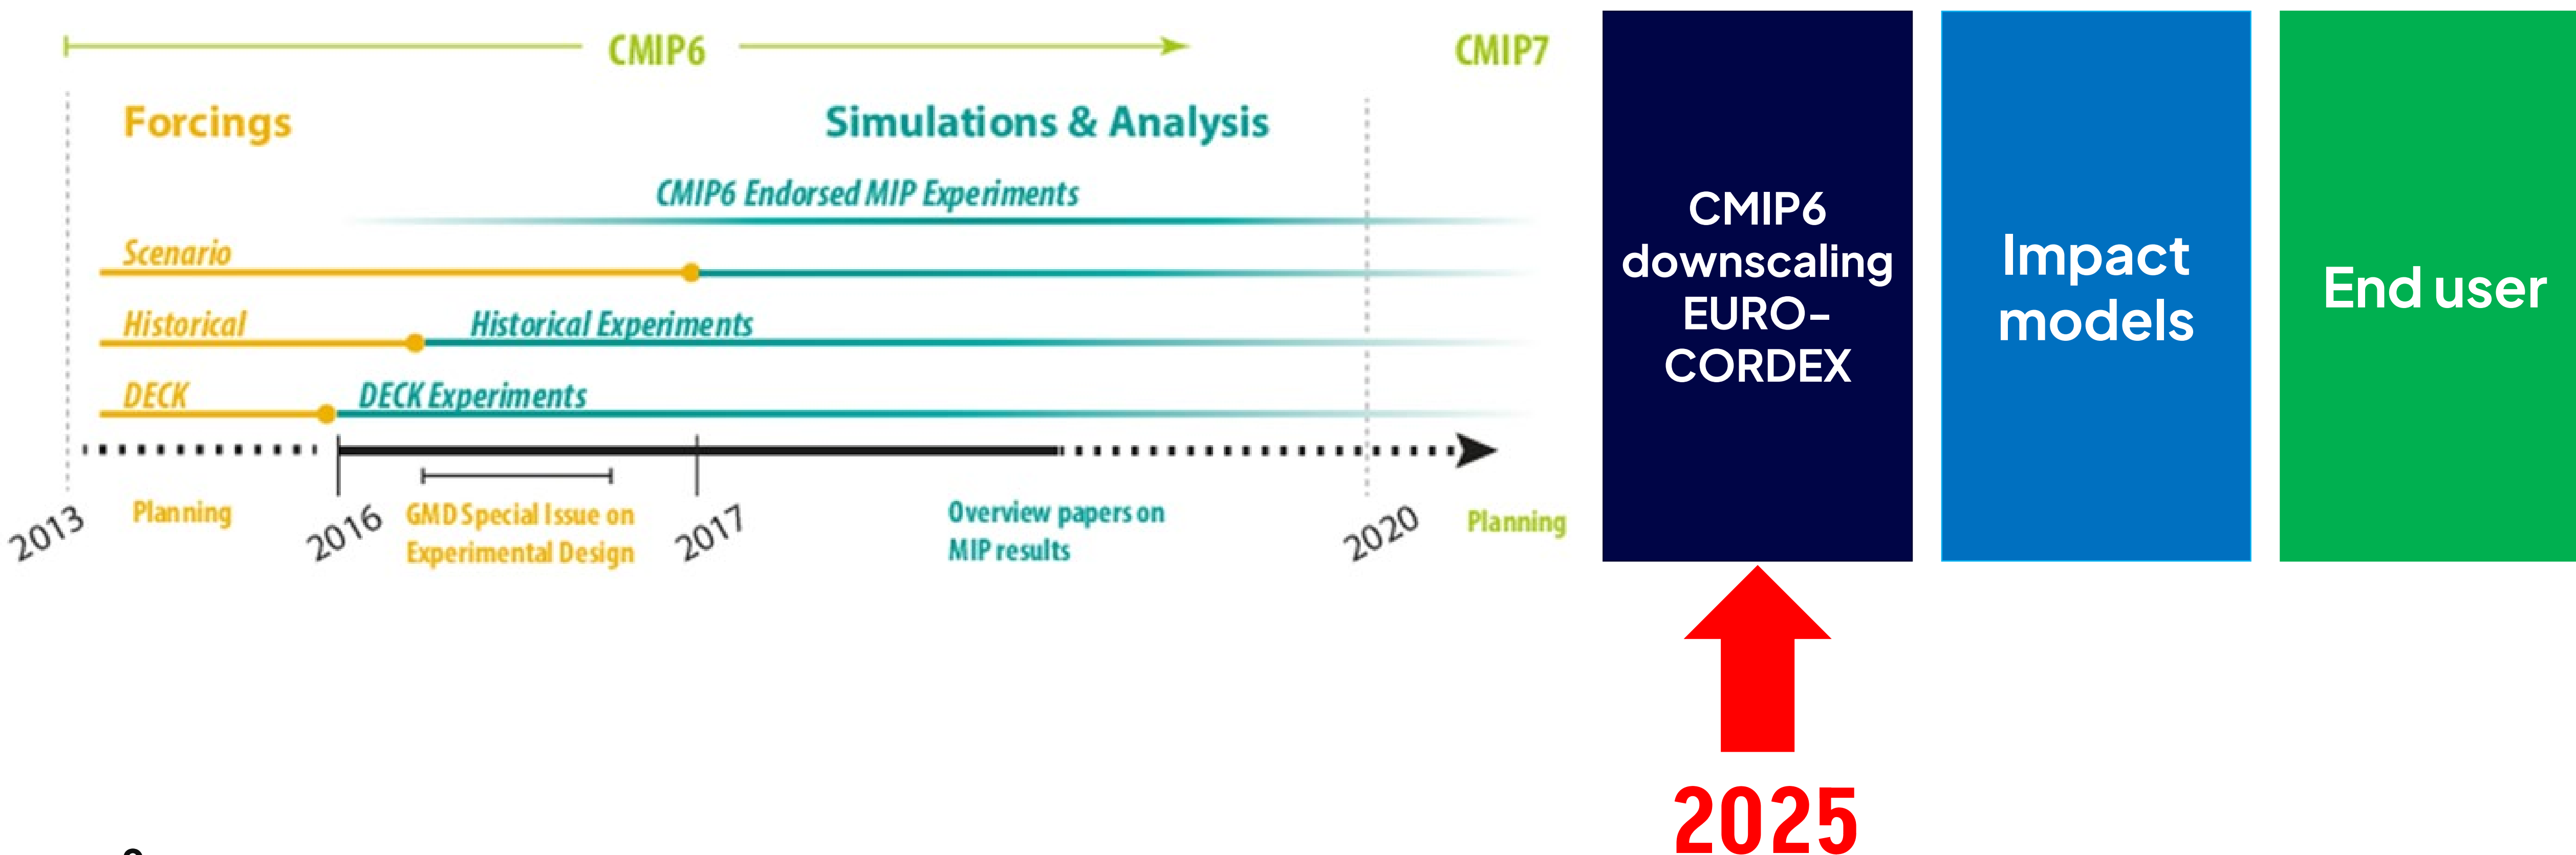 CMIP6
CMIP7
Forcings
Simulations & Analysis
CMIP6 Endorsed MIP Experiments
Scenario
Historical
Historical Experiments
DECK
DECK Experiments
2013
Planning
2016
GMD Special Issue on
Experimental Design
2017
Overview papers on
MIP results
2020
Planning
CMIP6
downscaling
EURO-
CORDEX
Impact
models
End user
2025